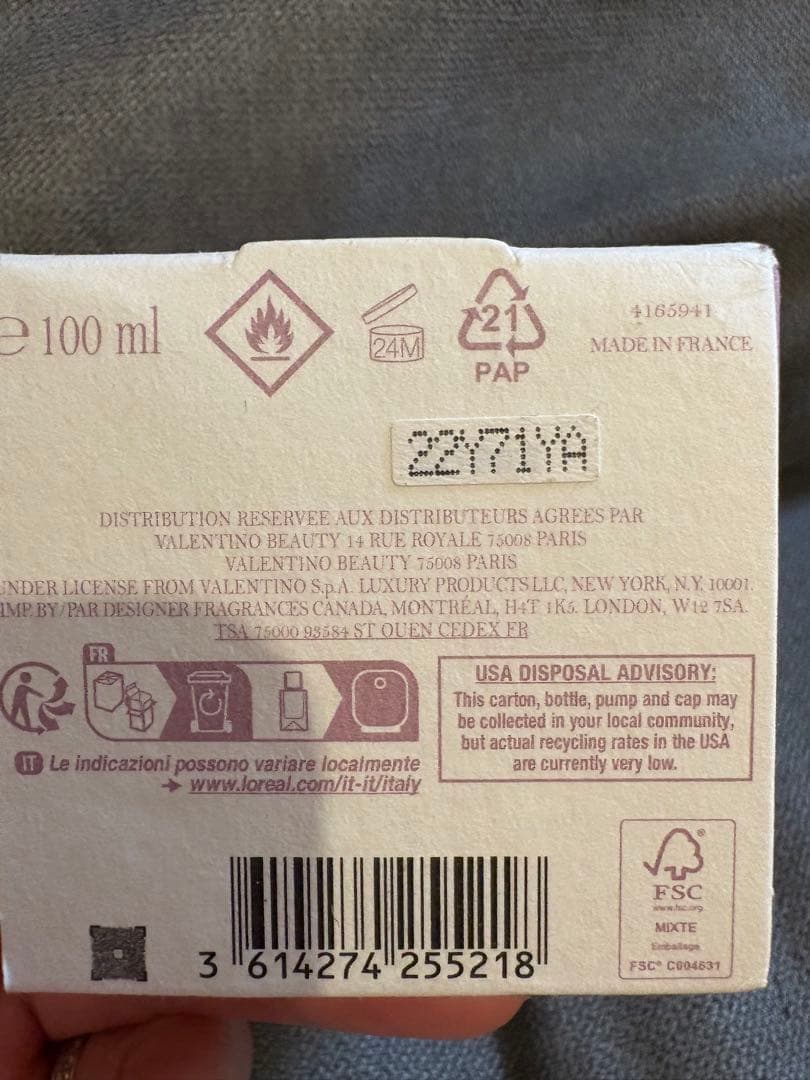 e 100 ml
24M
21
PAP
4165941
MADE IN FRANCE
22Y71YA
DISTRIBUTION RESERVEE AUX DISTRIBUTEURS AGREES PAR
VALENTINO BEAUTY 14 RUE ROYALE 75008 PARIS
VALENTINO BEAUTY 75008 PARIS
UNDER LICENSE FROM VALENTINO S.p.A. LUXURY PRODUCTS LLC, NEW YORK, N.Y. 10001.
IMP. BY/PAR DESIGNER FRAGRANCES CANADA, MONTRÉAL, H4T 1K5. LONDON, W12 7SA.
TSA 75000 93584 ST OUEN CEDEX FR
FR
IT Le indicazioni possono variare localmente
www.loreal.com/it-it/italy
USA DISPOSAL ADVISORY:
This carton, bottle, pump and cap may
be collected in your local community,
but actual recycling rates in the USA
are currently very low.
3 614274 255218
FSC
www.fsc.org
MIXTE
Emballage
FSC® C004631